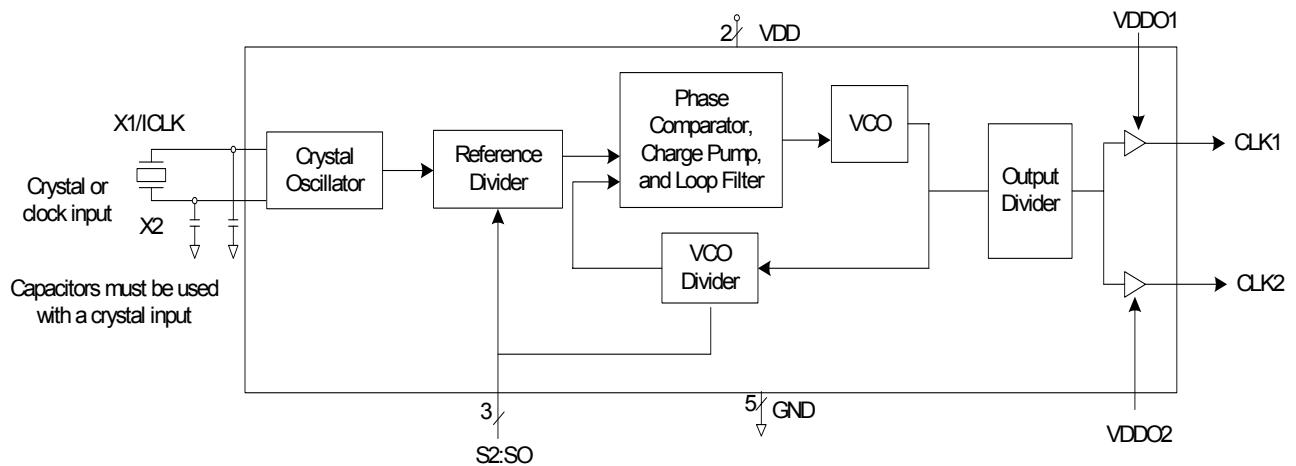 VDDO1
2
VDD
X1/ICLK
Crystal or
clock input
X2
Capacitors must be used
with a crystal input
Crystal
Oscillator
Reference
Divider
Phase
Comparator,
Charge Pump,
and Loop Filter
VCO
VCO
Divider
Output
Divider
CLK1
CLK2
3
S2:SO
5
GND
VDDO2